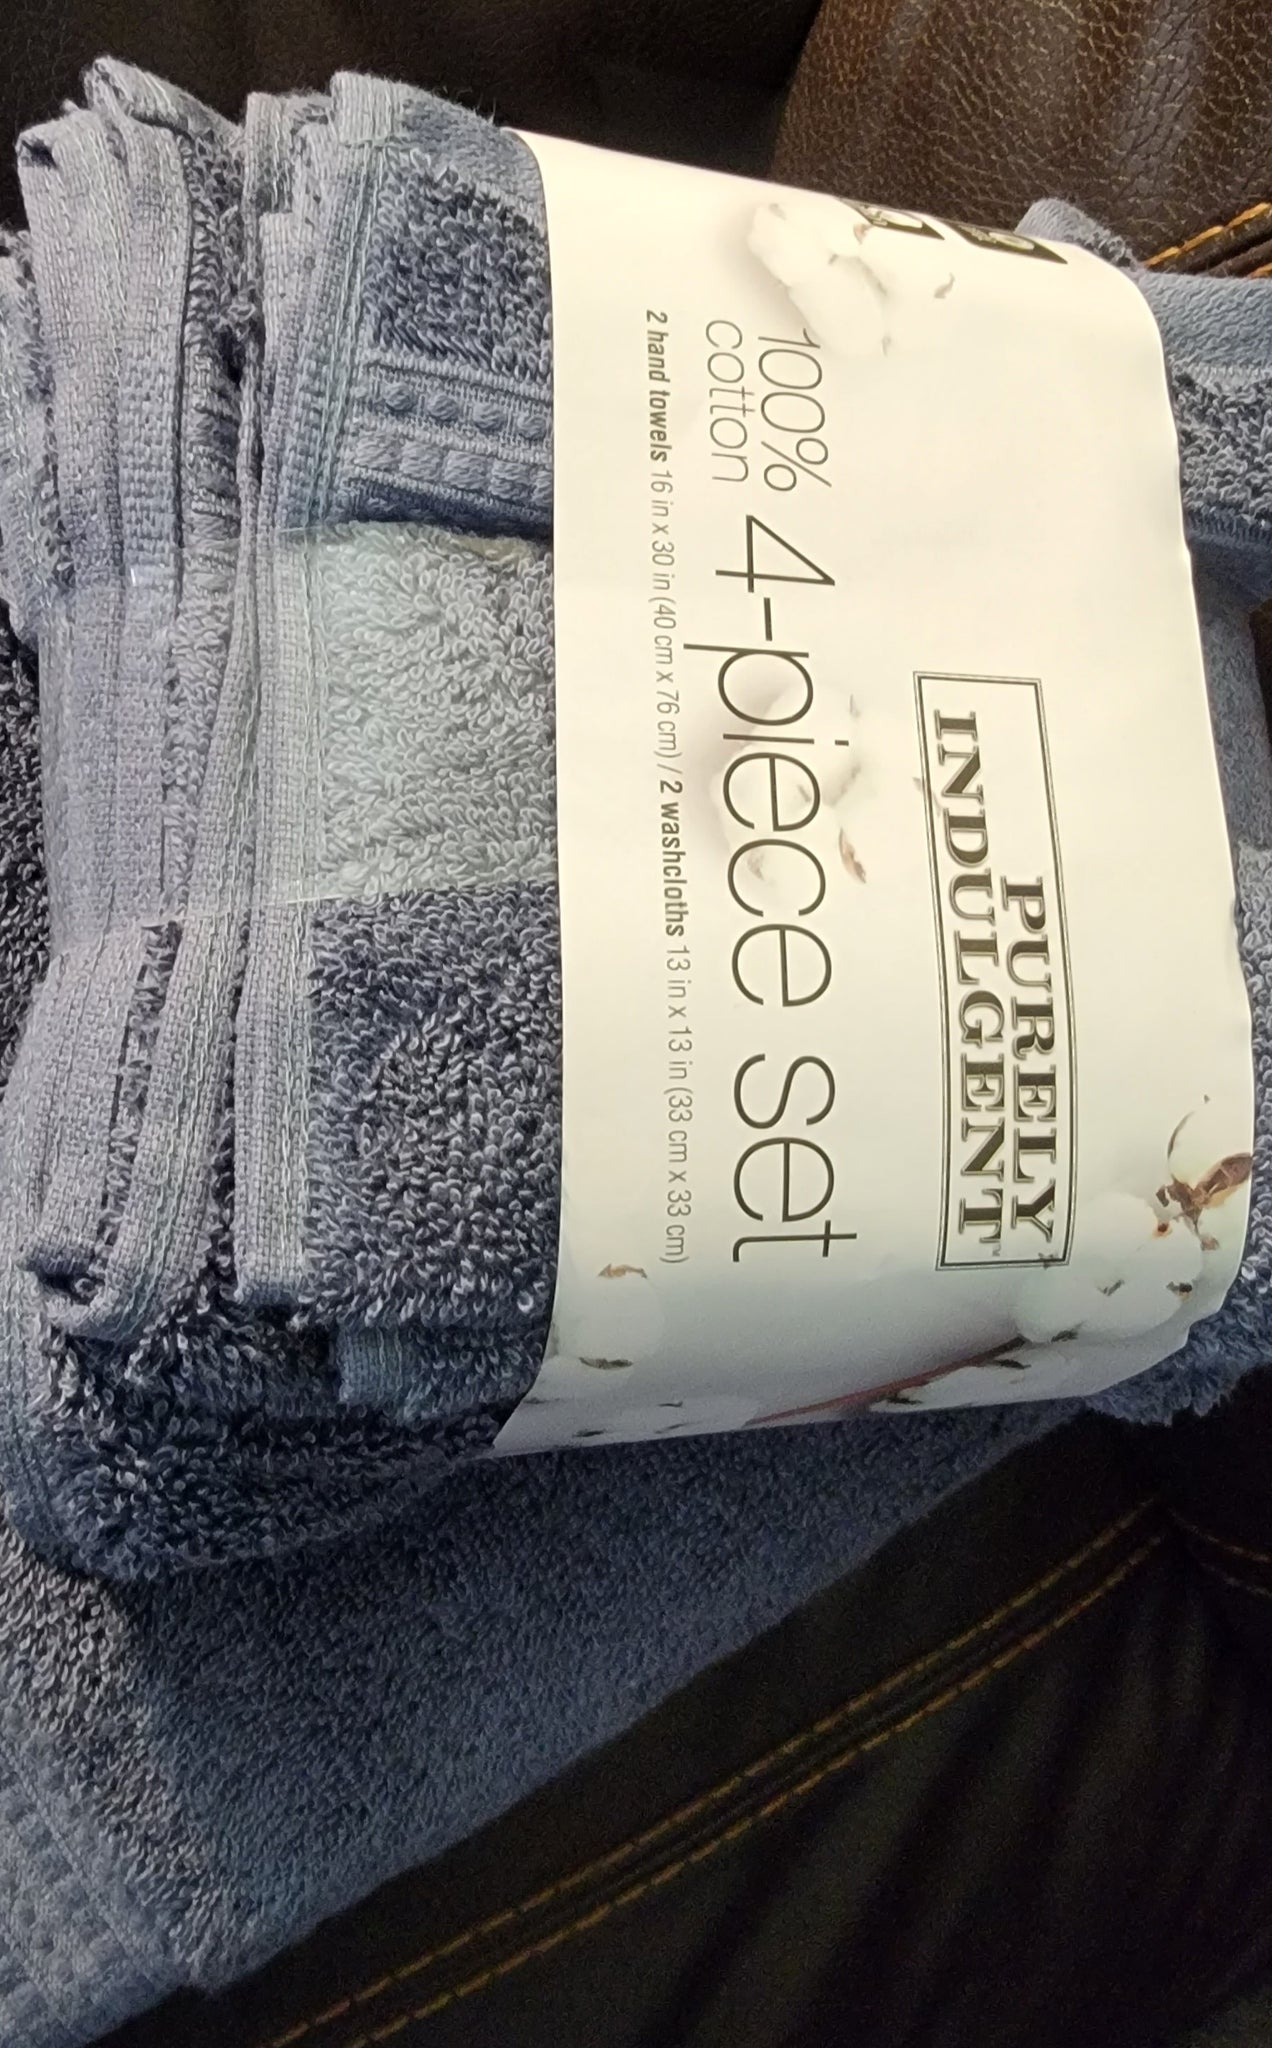 PURELY
INDULGENT
100%
cotton
4-piece set
2 hand towels 16 in x 30 in (40 cm x 76 cm) / 2 washcloths 13 in x 13 in (33 cm x 33 cm)